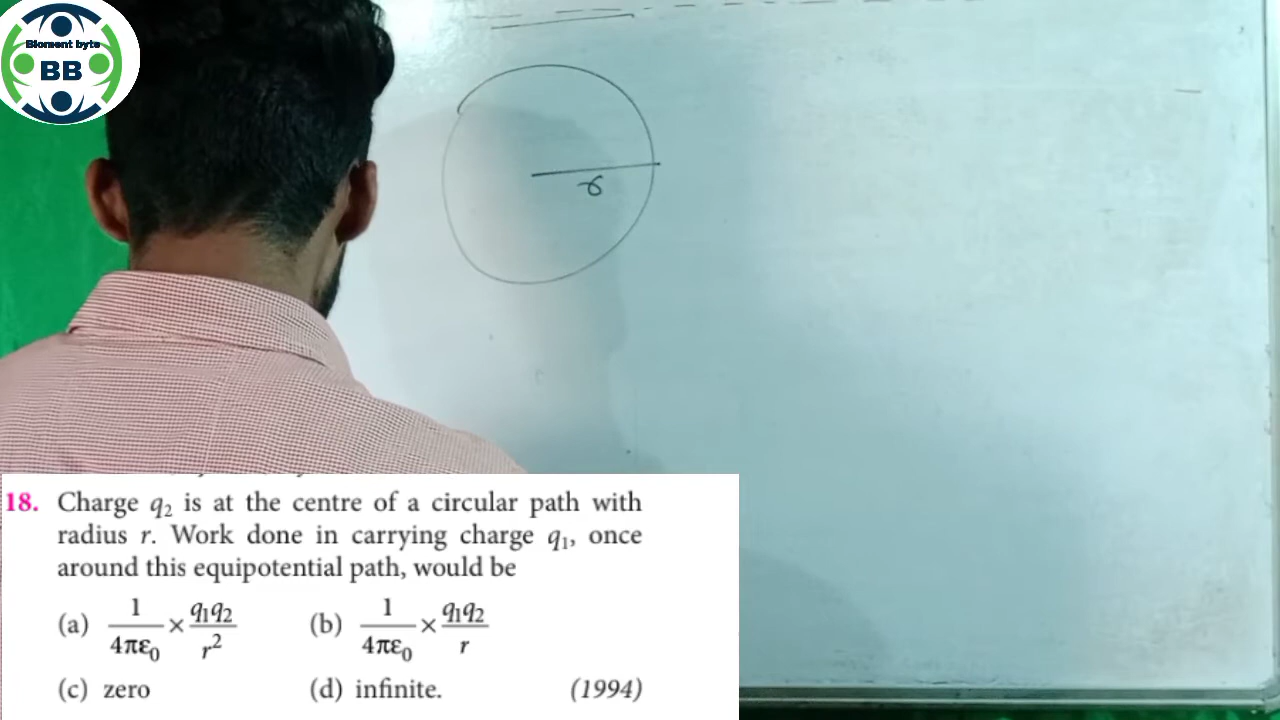 Bioment byte
BB
r
18. Charge q₂ is at the centre of a circular path with
radius r. Work done in carrying charge q₁, once
around this equipotential path, would be
(a) 1/4πε₀ × q₁q₂/r² (b) 1/4πε₀ × q₁q₂/r
(c) zero (d) infinite. (1994)